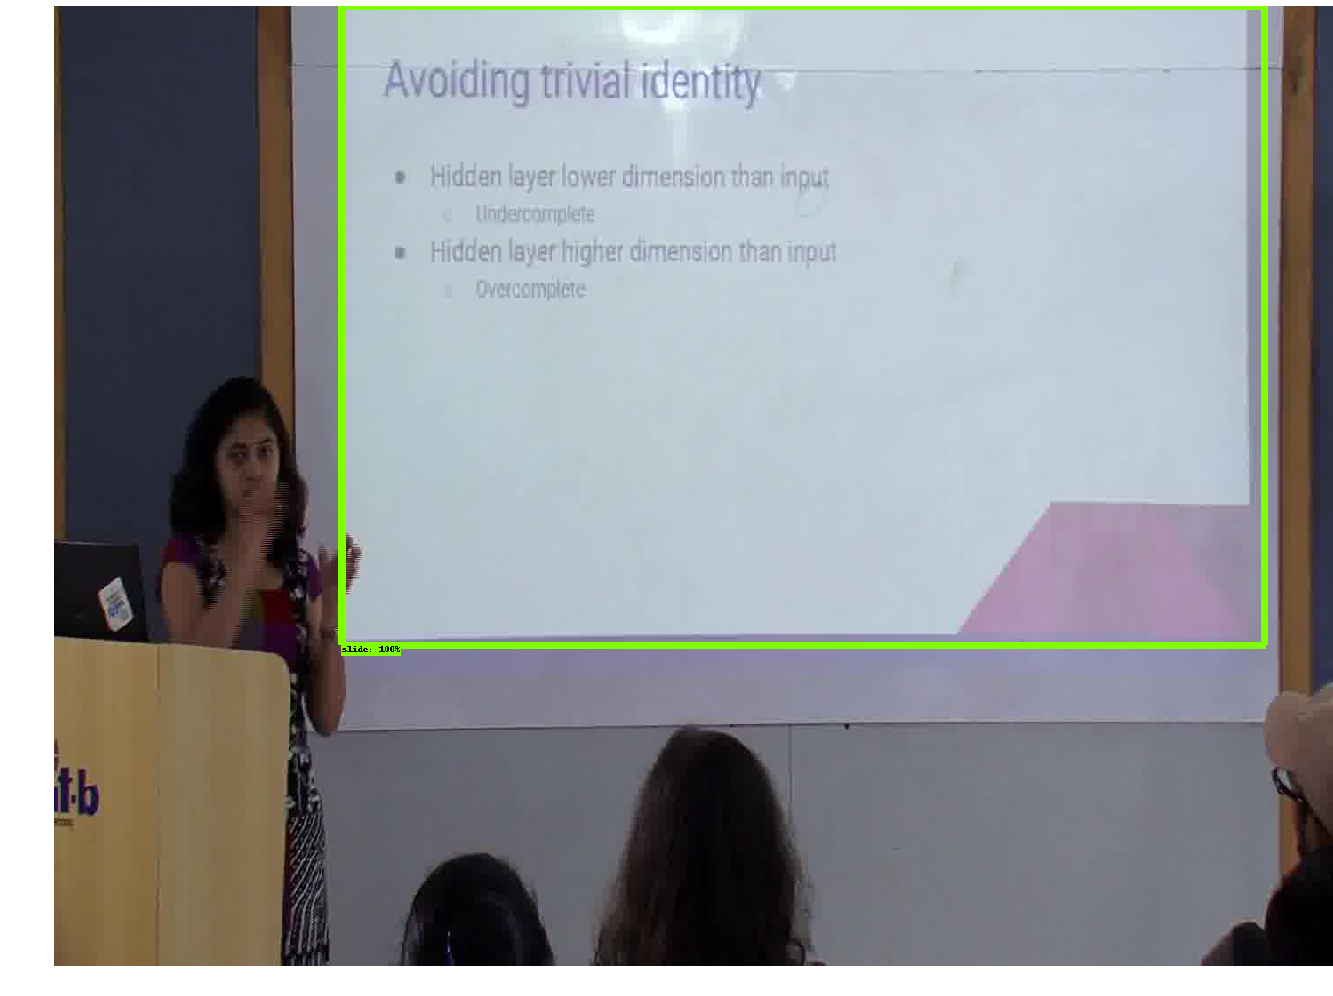 Avoiding trivial identity
● Hidden layer lower dimension than input
○ Undercomplete
● Hidden layer higher dimension than input
○ Overcomplete
slide: 100%
it-b